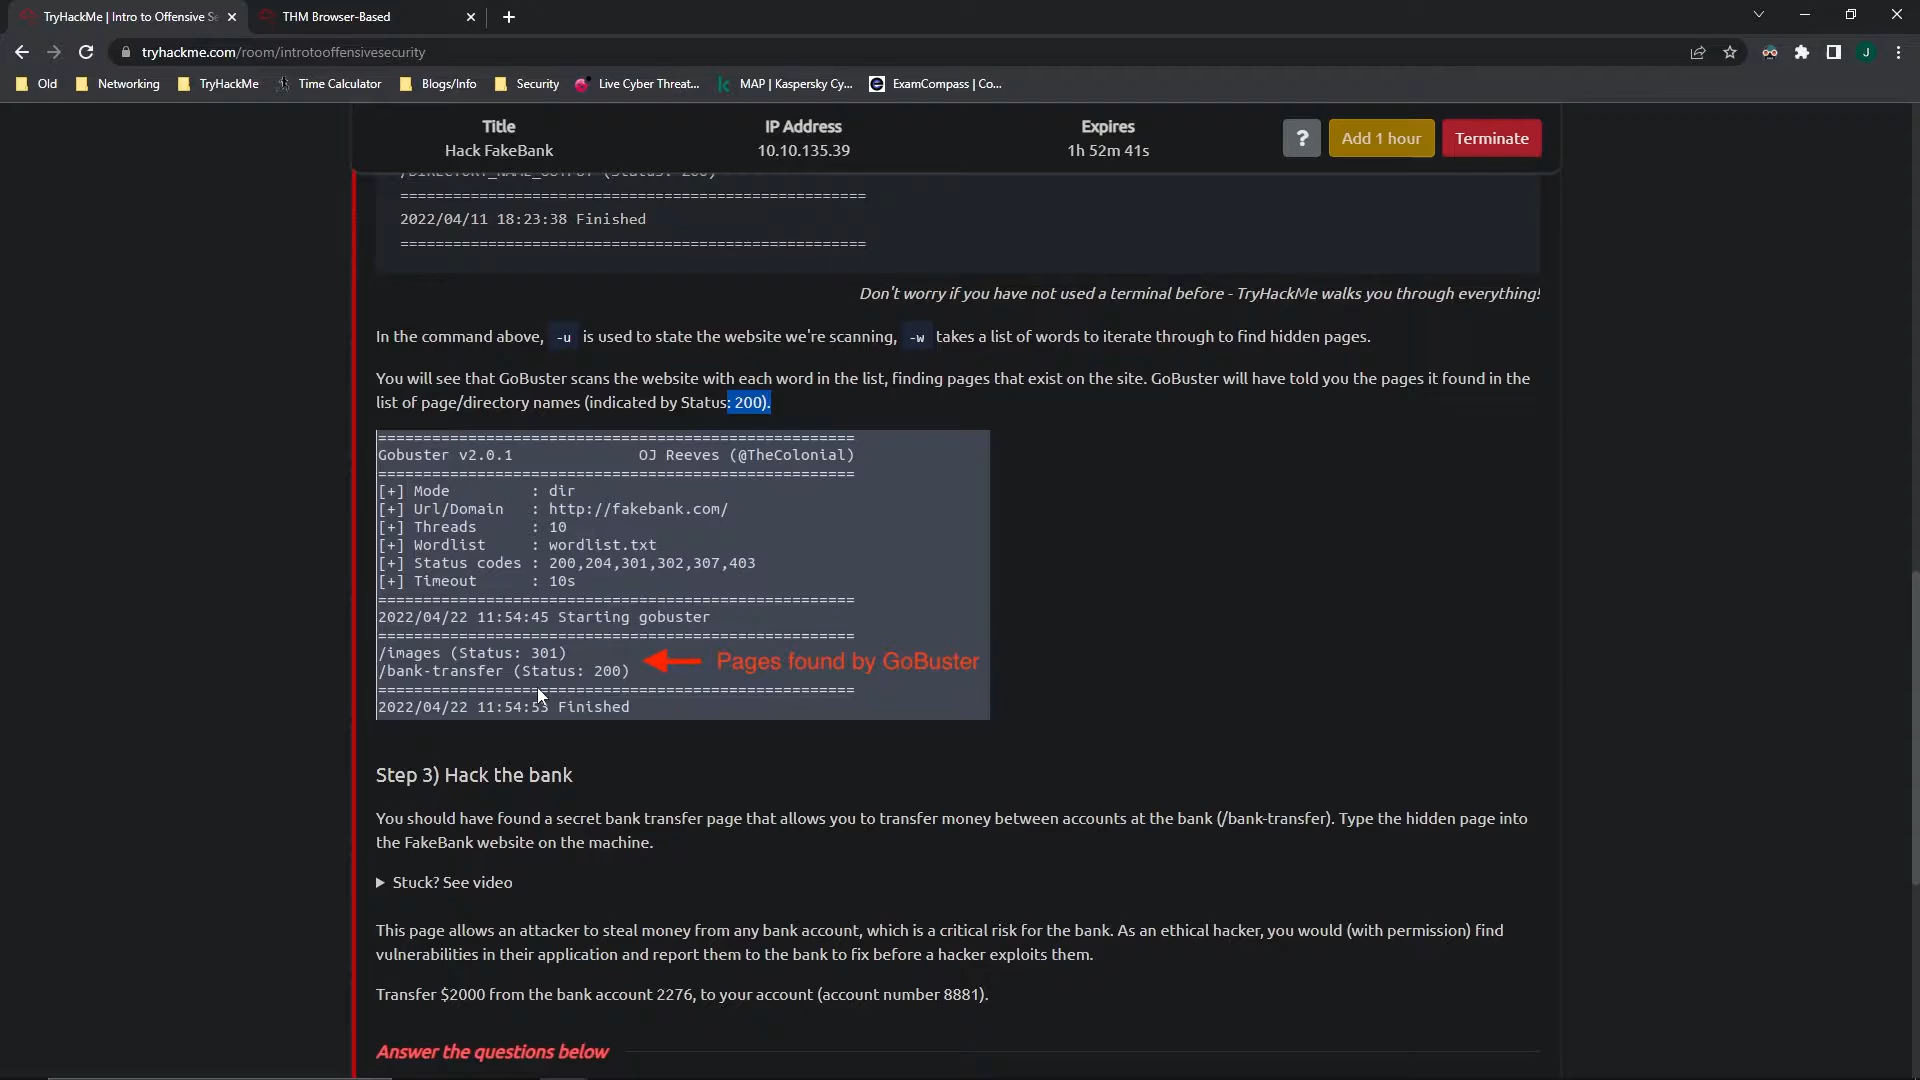 TryHackMe | Intro to Offensive Se
THM Browser-Based
tryhackme.com/room/introtooffensivesecurity
J
Old
Networking
TryHackMe
Time Calculator
Blogs/Info
Security
Live Cyber Threat...
MAP | Kaspersky Cy...
ExamCompass | Co...
Title
IP Address
Expires
Hack FakeBank
10.10.135.39
1h 52m 41s
?
Add 1 hour
Terminate
=====================================================
2022/04/11 18:23:38 Finished
=====================================================
Don't worry if you have not used a terminal before - TryHackMe walks you through everything!
In the command above, -u is used to state the website we're scanning, -w takes a list of words to iterate through to find hidden pages.
You will see that GoBuster scans the website with each word in the list, finding pages that exist on the site. GoBuster will have told you the pages it found in the
list of page/directory names (indicated by Status: 200).
=====================================================
Gobuster v2.0.1 OJ Reeves (@TheColonial)
=====================================================
[+] Mode : dir
[+] Url/Domain : http://fakebank.com/
[+] Threads : 10
[+] Wordlist : wordlist.txt
[+] Status codes : 200,204,301,302,307,403
[+] Timeout : 10s
=====================================================
2022/04/22 11:54:45 Starting gobuster
=====================================================
/images (Status: 301)
/bank-transfer (Status: 200)
Pages found by GoBuster
=====================================================
2022/04/22 11:54:53 Finished
Step 3) Hack the bank
You should have found a secret bank transfer page that allows you to transfer money between accounts at the bank (/bank-transfer). Type the hidden page into
the FakeBank website on the machine.
Stuck? See video
This page allows an attacker to steal money from any bank account, which is a critical risk for the bank. As an ethical hacker, you would (with permission) find
vulnerabilities in their application and report them to the bank to fix before a hacker exploits them.
Transfer $2000 from the bank account 2276, to your account (account number 8881).
Answer the questions below